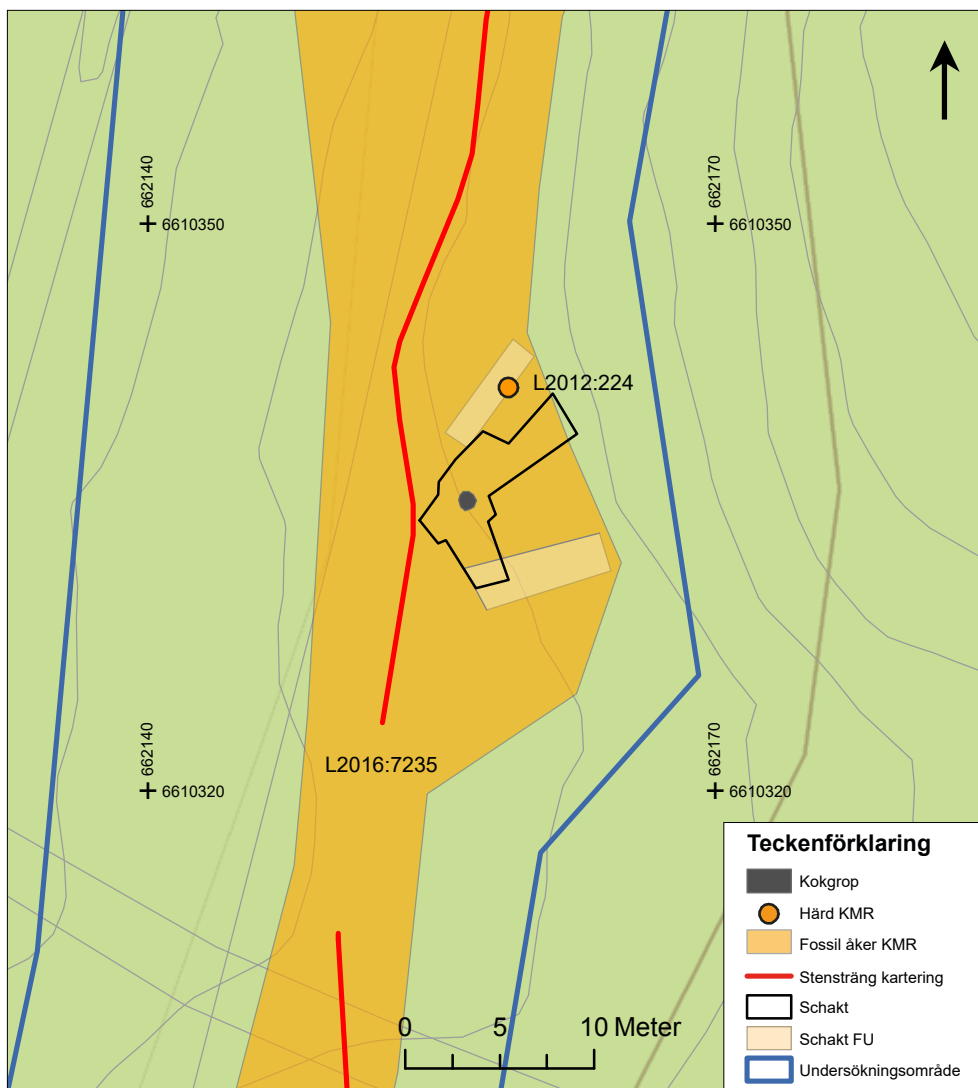 662140
6610350
662170
6610350
L2012:224
L2016:7235
662140
6610320
662170
6610320
Teckenförklaring
Kokgrop
Härd KMR
Fossil åker KMR
Stensträng kartering
Schakt
Schakt FU
Undersökningsområde
0 5 10 Meter